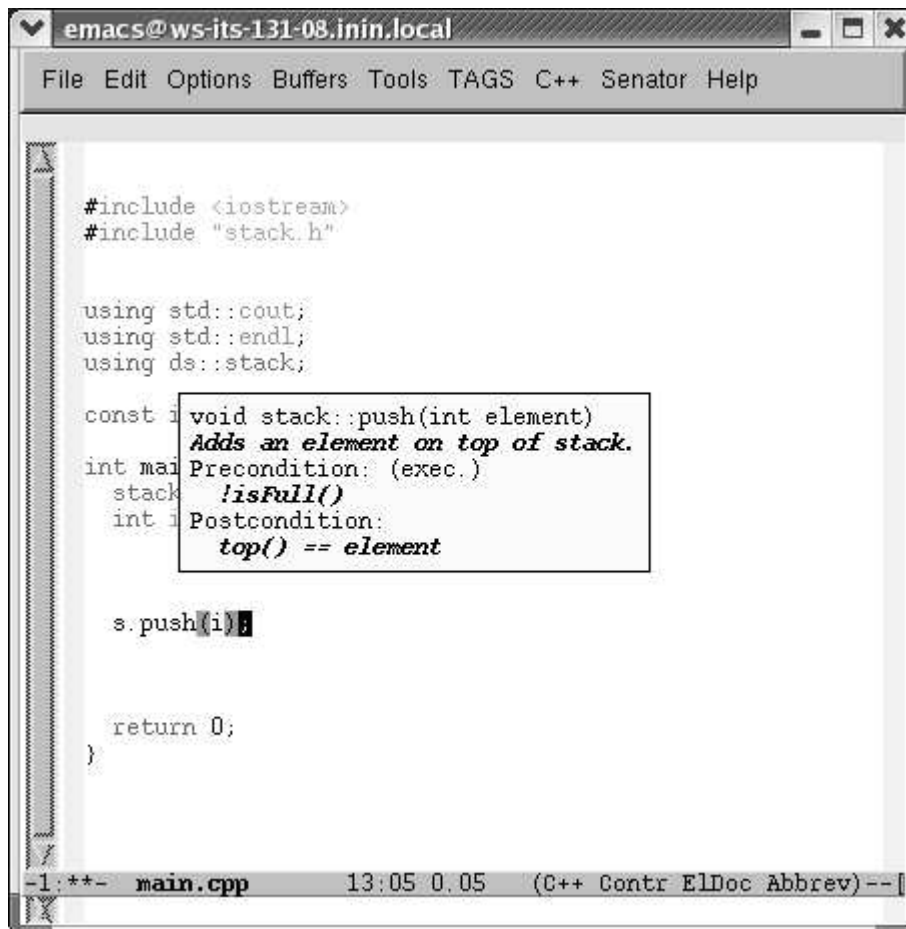 emacs@ws-its-131-08.inin.local
File Edit Options Buffers Tools TAGS C++ Senator Help
#include <iostream>
#include "stack.h"
using std::cout;
using std::endl;
using ds::stack;
const i
void stack::push(int element)
Adds an element on top of stack.
int mai
Precondition: (exec.)
stack
!isFull()
int i
Postcondition:
top() == element
s.push(i);
return 0;
}
-1:**- main.cpp 13:05 0.05 (C++ Contr ElDoc Abbrev)--[